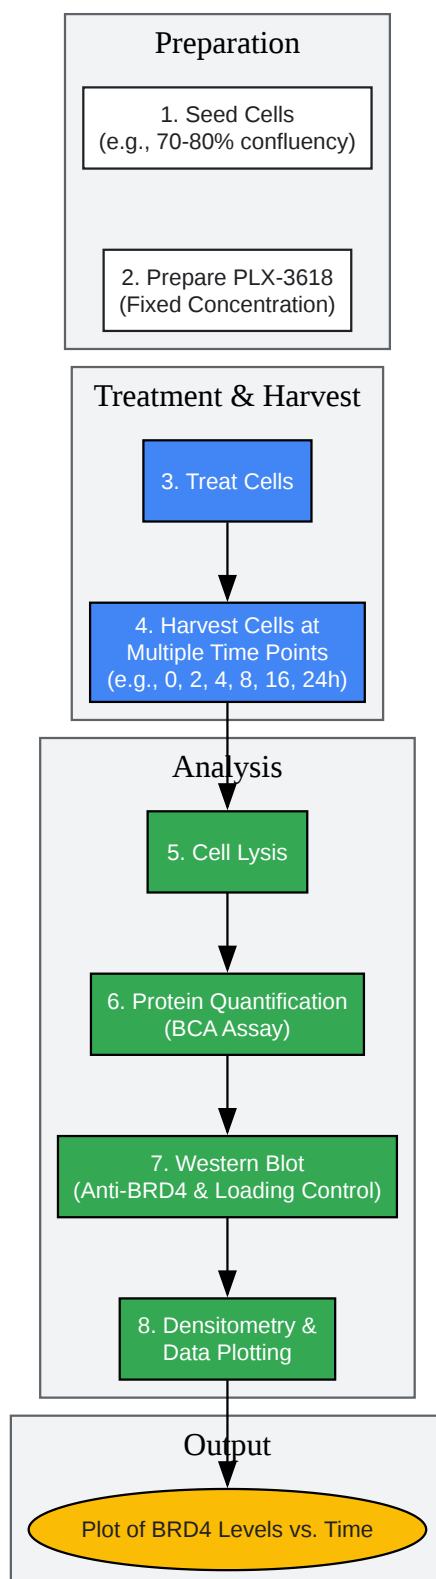 Preparation
1. Seed Cells
(e.g., 70-80% confluency)
2. Prepare PLX-3618
(Fixed Concentration)
Treatment & Harvest
3. Treat Cells
4. Harvest Cells at
Multiple Time Points
(e.g., 0, 2, 4, 8, 16, 24h)
Analysis
5. Cell Lysis
6. Protein Quantification
(BCA Assay)
7. Western Blot
(Anti-BRD4 & Loading Control)
8. Densitometry &
Data Plotting
Output
Plot of BRD4 Levels vs. Time